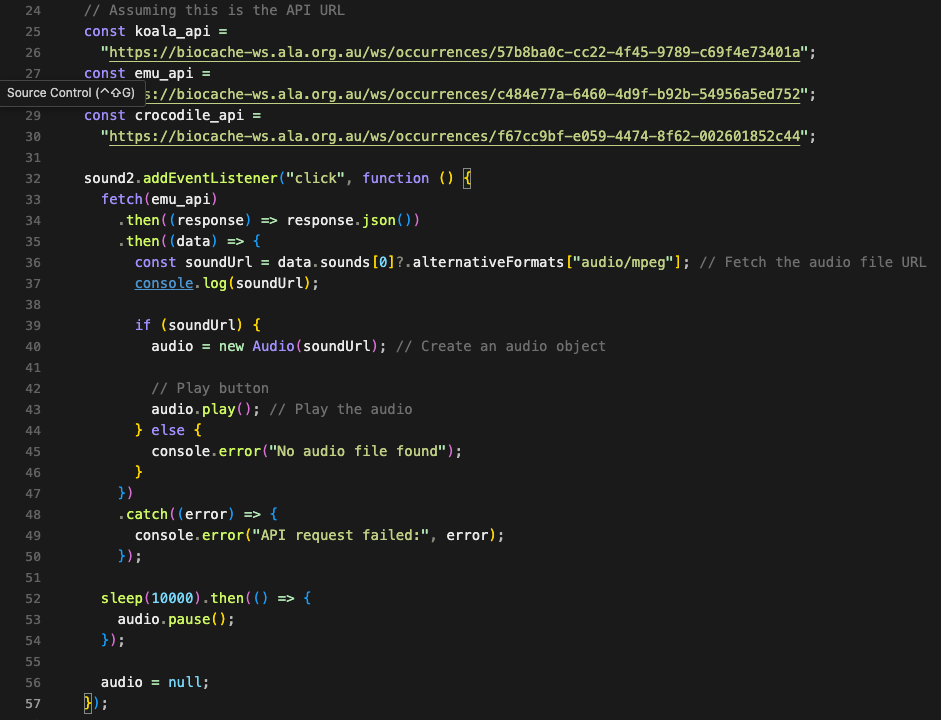 24 // Assuming this is the API URL
25 const koala_api =
26 "https://biocache-ws.ala.org.au/ws/occurrences/57b8ba0c-cc22-4f45-9789-c69f4e73401a";
27 const emu_api =
Source Control (^⇧G) s://biocache-ws.ala.org.au/ws/occurrences/c484e77a-6460-4d9f-b92b-54956a5ed752";
29 const crocodile_api =
30 "https://biocache-ws.ala.org.au/ws/occurrences/f67cc9bf-e059-4474-8f62-002601852c44";
31
32 sound2.addEventListener("click", function () {
33 fetch(emu_api)
34 .then((response) => response.json())
35 .then((data) => {
36 const soundUrl = data.sounds[0]?.alternativeFormats["audio/mpeg"]; // Fetch the audio file URL
37 console.log(soundUrl);
38
39 if (soundUrl) {
40 audio = new Audio(soundUrl); // Create an audio object
41
42 // Play button
43 audio.play(); // Play the audio
44 } else {
45 console.error("No audio file found");
46 }
47 })
48 .catch((error) => {
49 console.error("API request failed:", error);
50 });
51
52 sleep(10000).then(() => {
53 audio.pause();
54 });
55
56 audio = null;
57 });